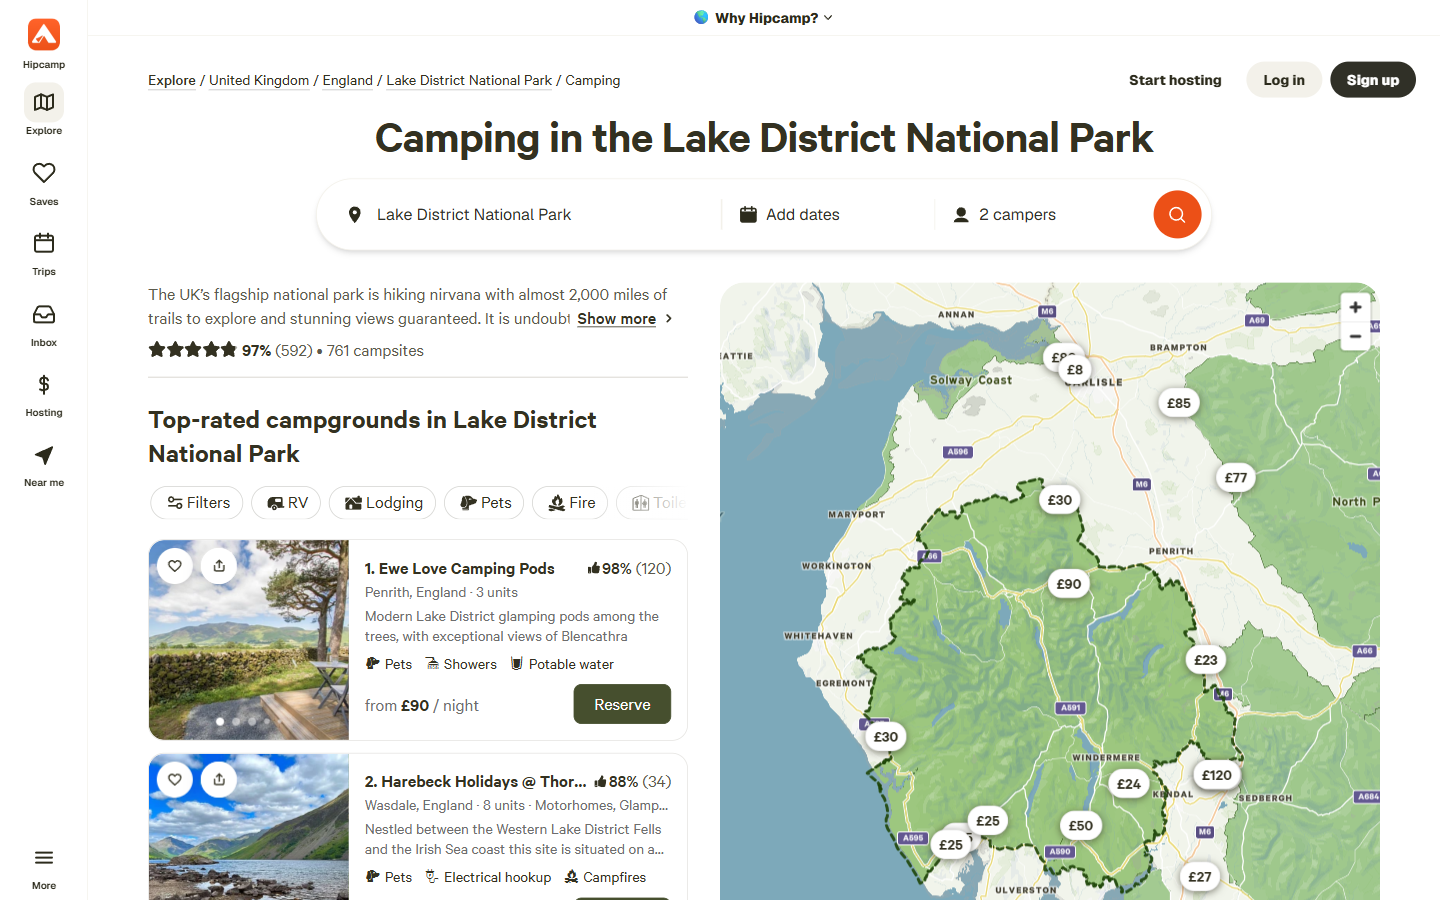 Why Hipcamp?
Hipcamp
Explore
Saves
Trips
Inbox
Hosting
Near me
More
Explore / United Kingdom / England / Lake District National Park / Camping
Start hosting
Log in
Sign up
Camping in the Lake District National Park
Lake District National Park
Add dates
2 campers
The UK's flagship national park is hiking nirvana with almost 2,000 miles of
trails to explore and stunning views guaranteed. It is undoubt Show more
97% (592) • 761 campsites
Top-rated campgrounds in Lake District
National Park
Filters
RV
Lodging
Pets
Fire
Toile
1. Ewe Love Camping Pods
98% (120)
Penrith, England · 3 units
Modern Lake District glamping pods among the
trees, with exceptional views of Blencathra
Pets
Showers
Potable water
from £90 / night
Reserve
2. Harebeck Holidays @ Thor...
88% (34)
Wasdale, England · 8 units · Motorhomes, Glamp...
Nestled between the Western Lake District Fells
and the Irish Sea coast this site is situated on a...
Pets
Electrical hookup
Campfires
ANNAN
M6
A69
+
−
BRAMPTON
ATTIE
£8
Solway Coast
£85
A596
£77
M6
£30
North P
MARYPORT
PENRITH
WORKINGTON
£90
WHITEHAVEN
£23
A66
EGREMONT
A591
£30
WINDERMERE
£120
£24
KENDAL
SEDBERGH
A684
£25
£50
M6
A595
£25
A590
£27
ULVERSTON